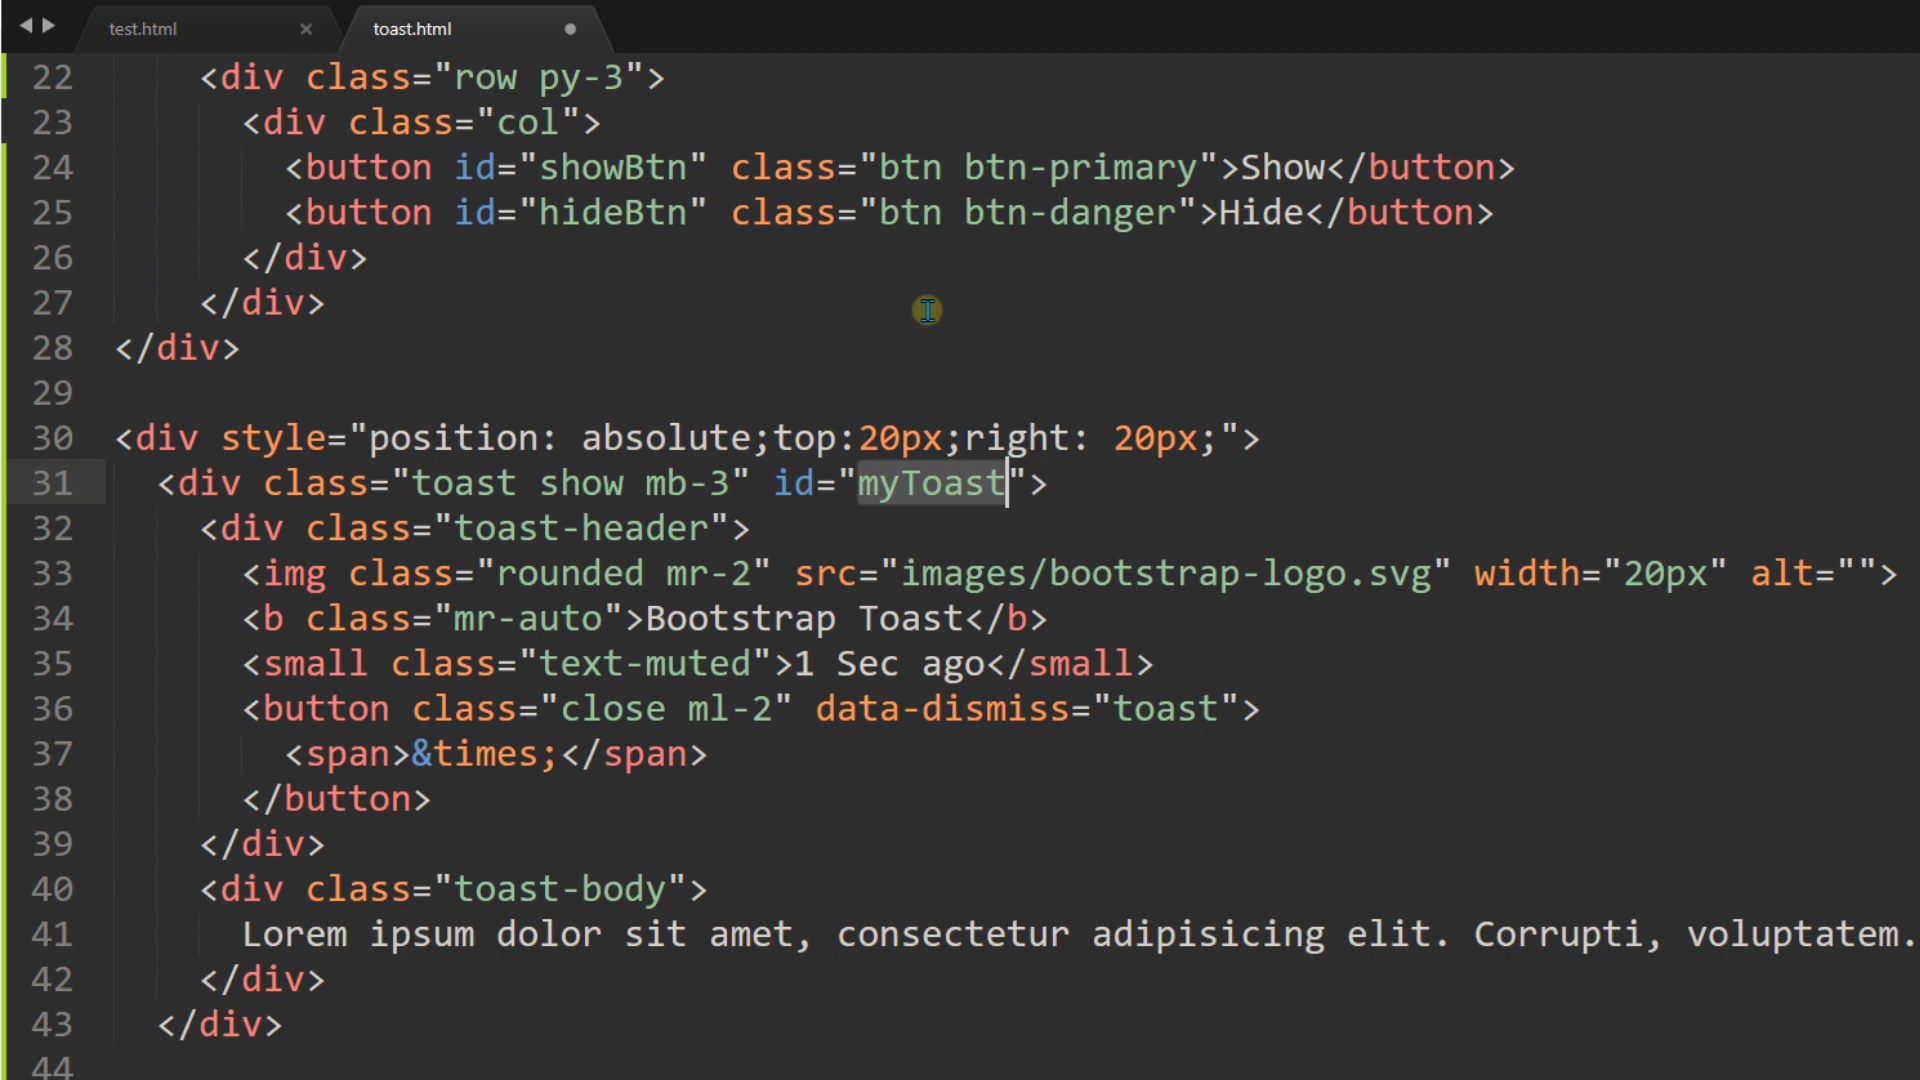 test.html
toast.html
22 <div class="row py-3">
23 <div class="col">
24 <button id="showBtn" class="btn btn-primary">Show</button>
25 <button id="hideBtn" class="btn btn-danger">Hide</button>
26 </div>
27 </div>
28 </div>
29
30 <div style="position: absolute;top:20px;right: 20px;">
31 <div class="toast show mb-3" id="myToast">
32 <div class="toast-header">
33 <img class="rounded mr-2" src="images/bootstrap-logo.svg" width="20px" alt="">
34 <b class="mr-auto">Bootstrap Toast</b>
35 <small class="text-muted">1 Sec ago</small>
36 <button class="close ml-2" data-dismiss="toast">
37 <span>&times;</span>
38 </button>
39 </div>
40 <div class="toast-body">
41 Lorem ipsum dolor sit amet, consectetur adipisicing elit. Corrupti, voluptatem.
42 </div>
43 </div>
44